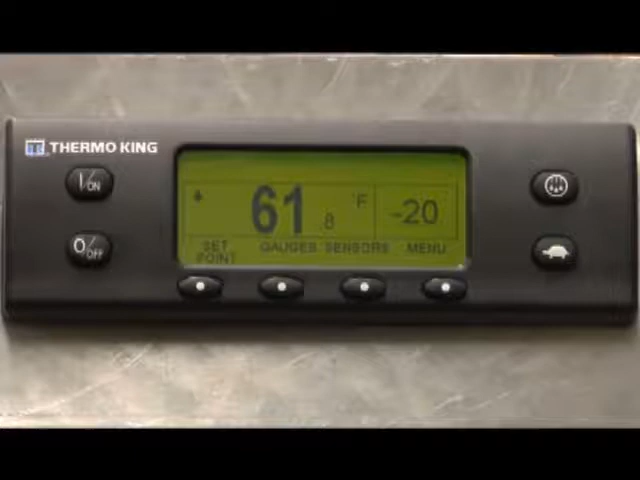 THERMO KING
I/ON
61.8 °F -20
SET POINT GAUGES SENSORS MENU
O/OFF